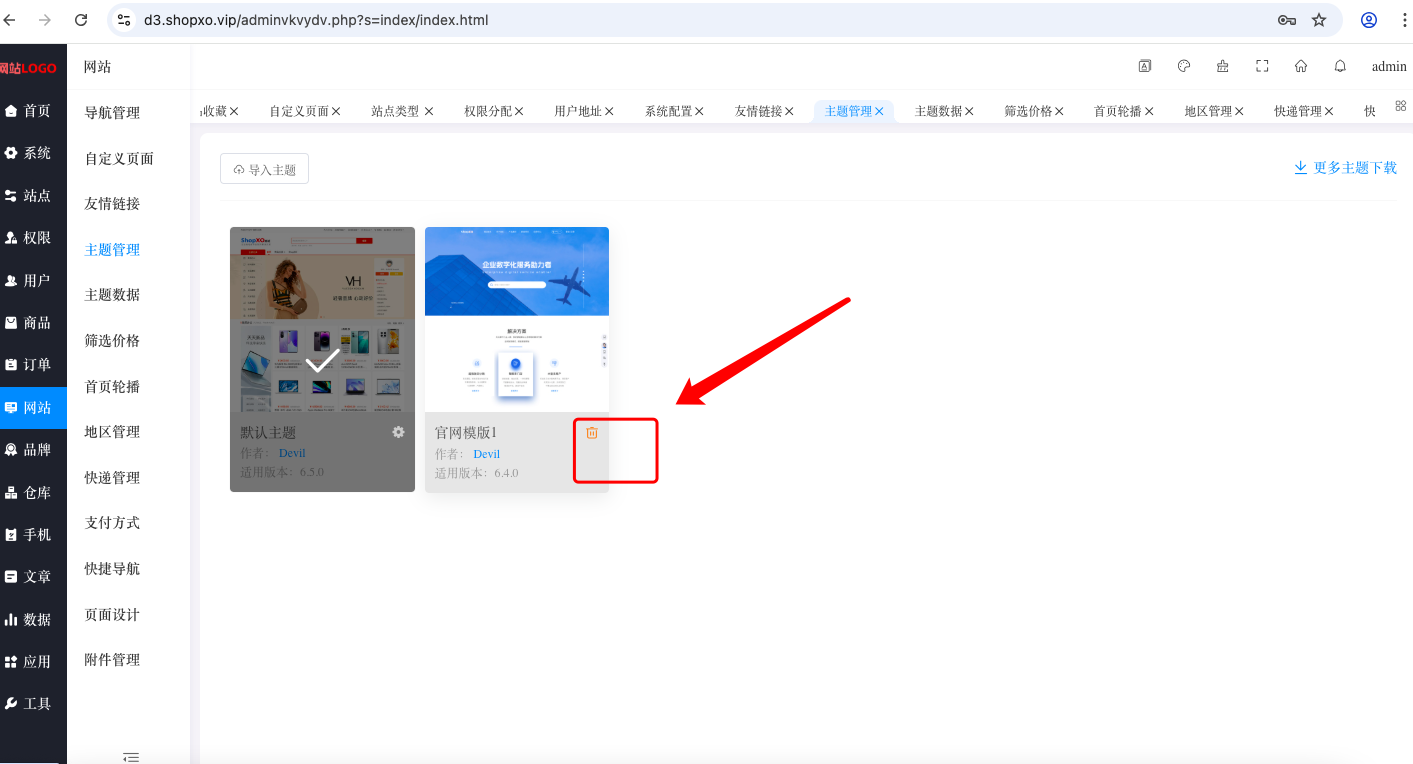 d3.shopxo.vip/adminvkvydv.php?s=index/index.html
网站LOGO
首页
系统
站点
权限
用户
商品
订单
网站
品牌
仓库
手机
文章
数据
应用
工具
网站
导航管理
自定义页面
友情链接
主题管理
主题数据
筛选价格
首页轮播
地区管理
快递管理
支付方式
快捷导航
页面设计
附件管理
admin
收藏 自定义页面 站点类型 权限分配 用户地址 系统配置 友情链接 主题管理 主题数据 筛选价格 首页轮播 地区管理 快递管理 快
导入主题
更多主题下载
ShopXO
VH
默认主题
作者： Devil
适用版本：6.5.0
企业数字化服务助力者
解决方案
官网模版1
作者： Devil
适用版本：6.4.0